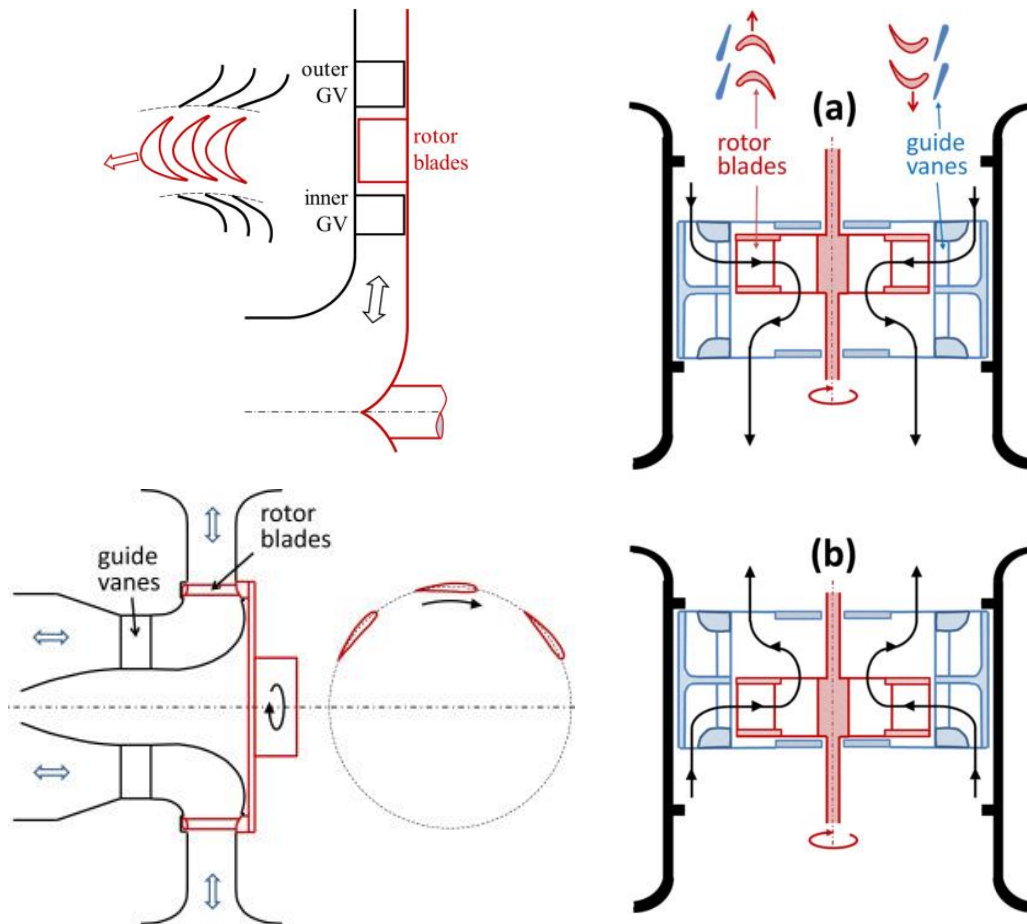 outer
GV
rotor
blades
inner
GV
(a)
rotor
blades
guide
vanes
guide
vanes
rotor
blades
(b)